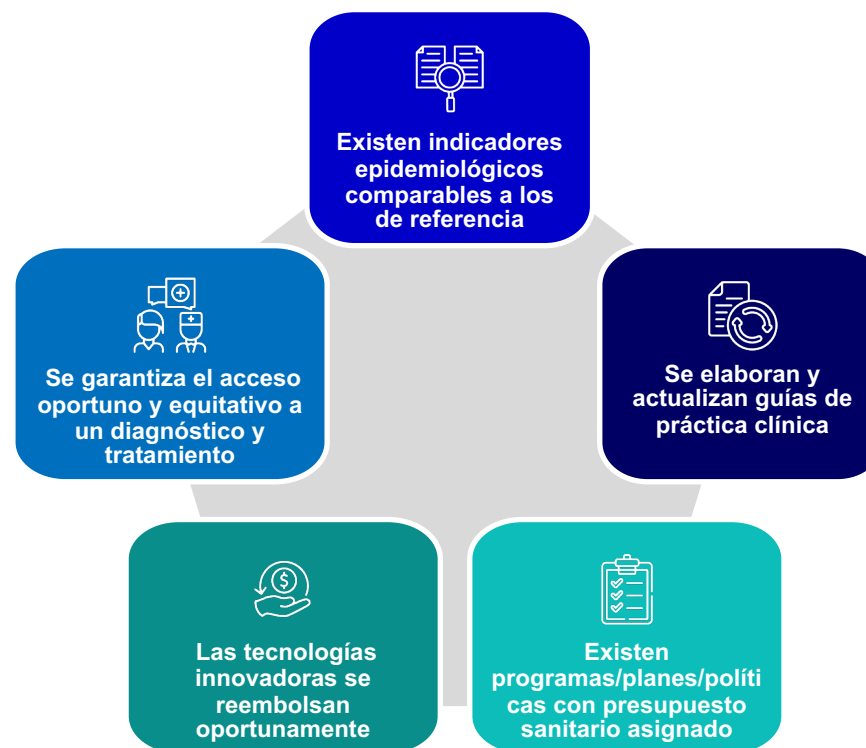 Existen indicadores
epidemiológicos
comparables a los
de referencia
Se garantiza el acceso
oportuno y equitativo a
un diagnóstico y
tratamiento
Se elaboran y
actualizan guías de
práctica clínica
Las tecnologías
innovadoras se
reembolsan
oportunamente
Existen
programas/planes/políti
cas con presupuesto
sanitario asignado